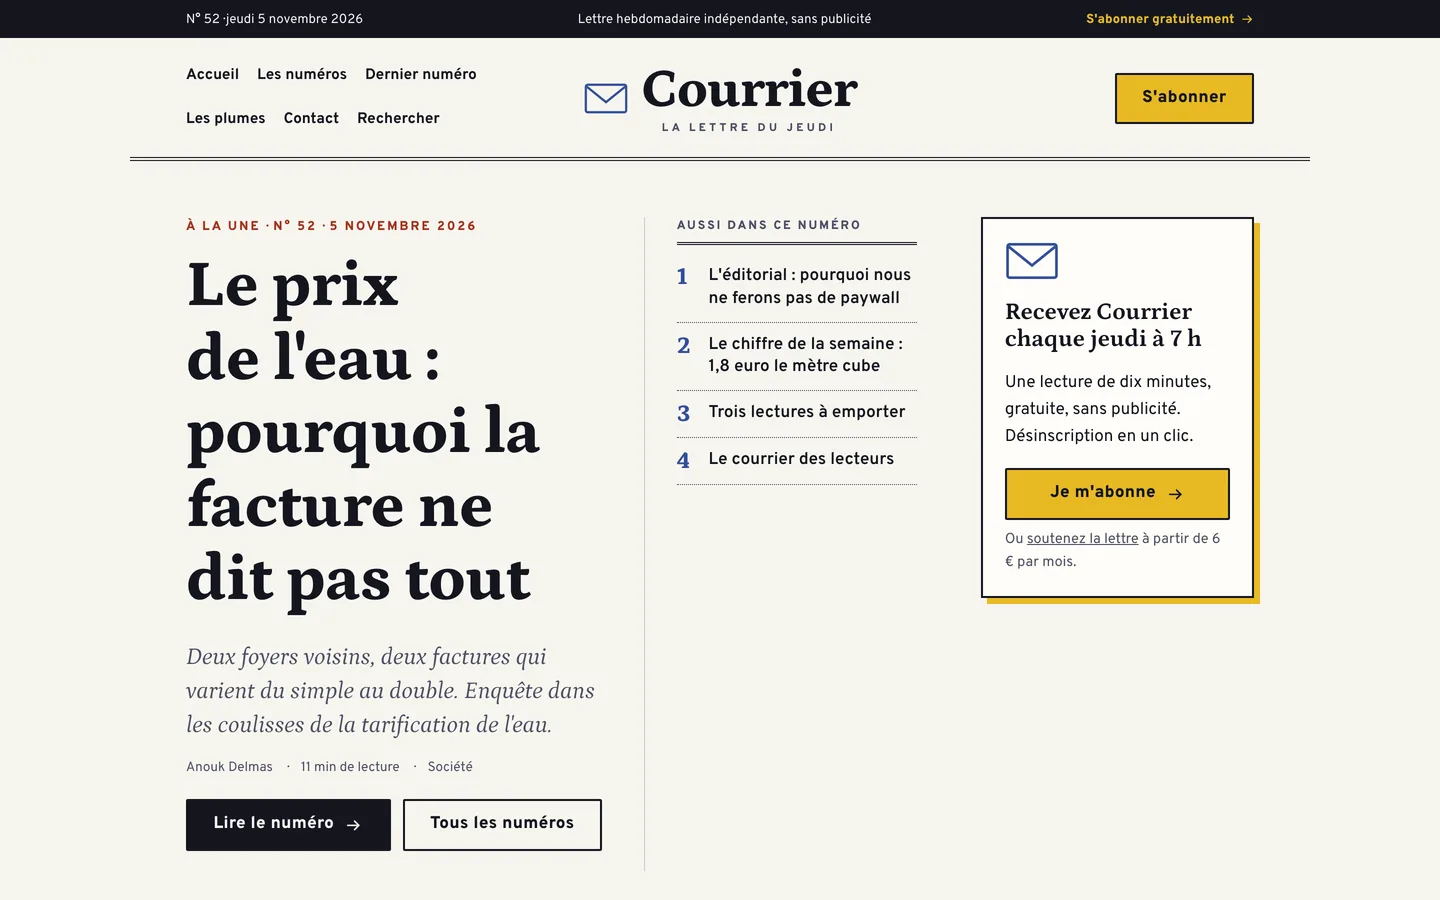 N° 52 · jeudi 5 novembre 2026
Lettre hebdomadaire indépendante, sans publicité
S'abonner gratuitement →
Accueil Les numéros Dernier numéro
Les plumes Contact Rechercher
Courrier
LA LETTRE DU JEUDI
S'abonner
À LA UNE · N° 52 · 5 NOVEMBRE 2026
Le prix
de l'eau :
pourquoi la
facture ne
dit pas tout
Deux foyers voisins, deux factures qui
varient du simple au double. Enquête dans
les coulisses de la tarification de l'eau.
Anouk Delmas · 11 min de lecture · Société
Lire le numéro →
Tous les numéros
AUSSI DANS CE NUMÉRO
1 L'éditorial : pourquoi nous
ne ferons pas de paywall
2 Le chiffre de la semaine :
1,8 euro le mètre cube
3 Trois lectures à emporter
4 Le courrier des lecteurs
Recevez Courrier
chaque jeudi à 7 h
Une lecture de dix minutes,
gratuite, sans publicité.
Désinscription en un clic.
Je m'abonne →
Ou soutenez la lettre à partir de 6
€ par mois.